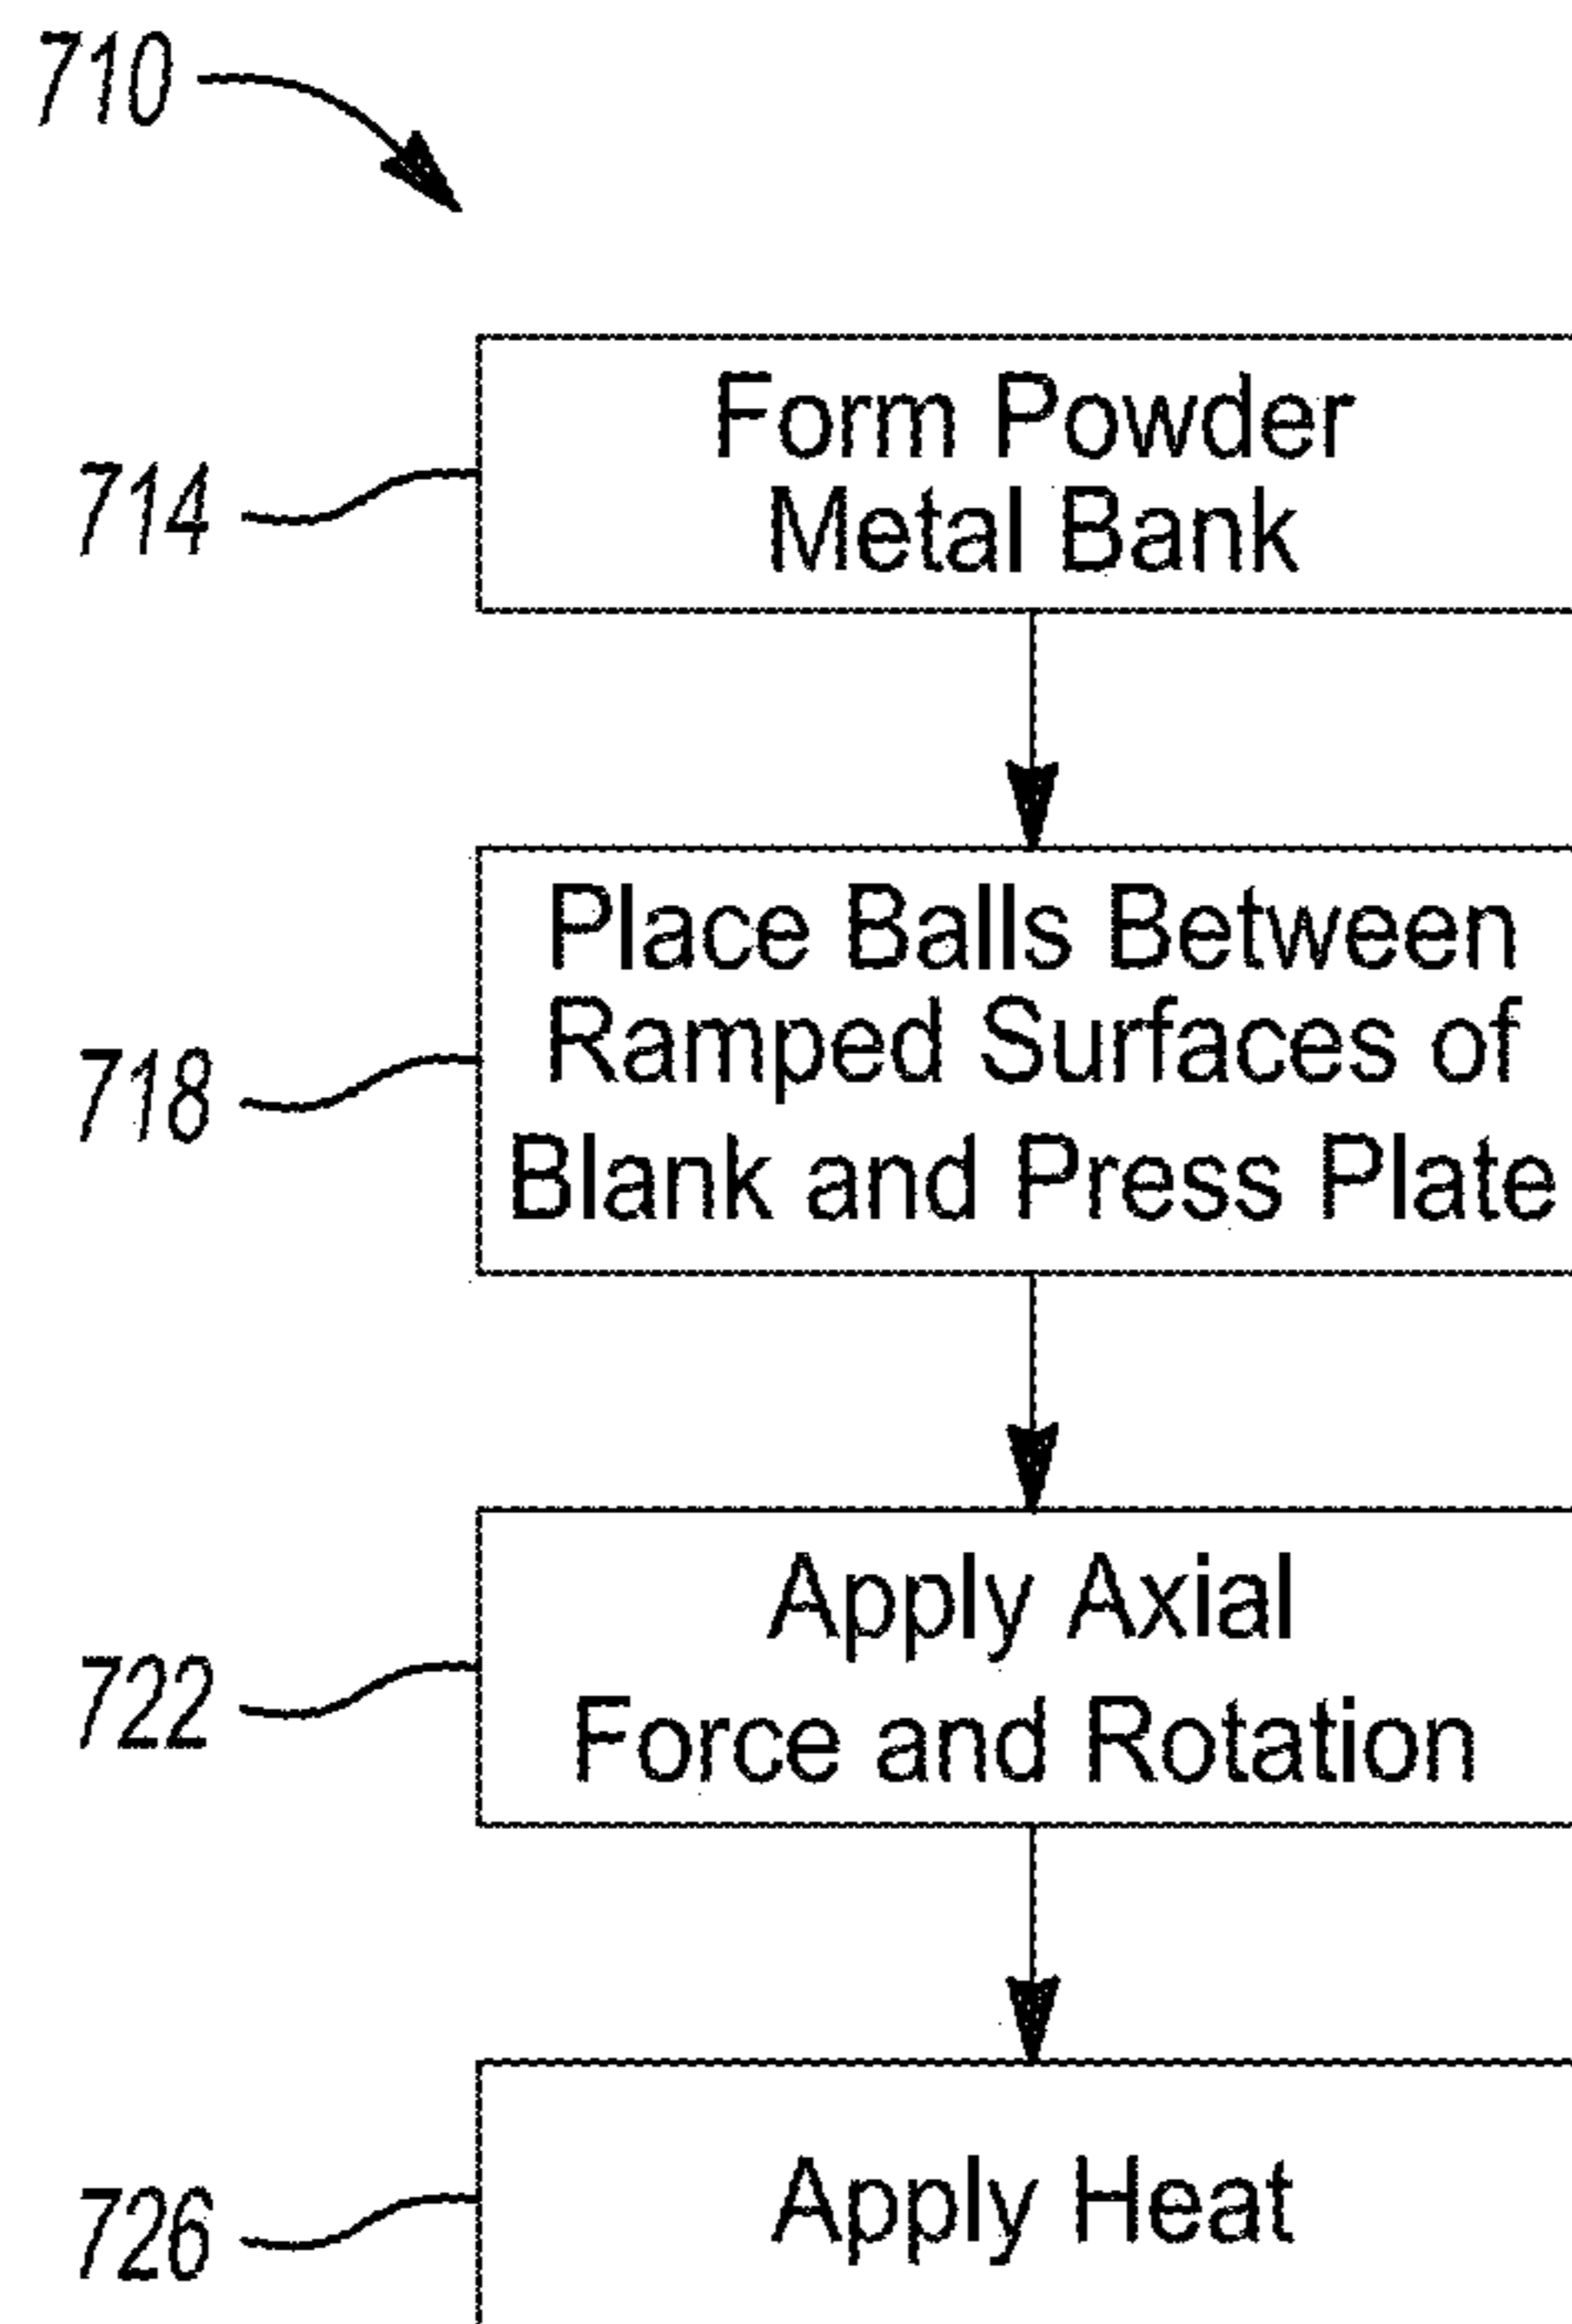 710
714
Form Powder
Metal Bank
718
Place Balls Between
Ramped Surfaces of
Blank and Press Plate
722
Apply Axial
Force and Rotation
726
Apply Heat